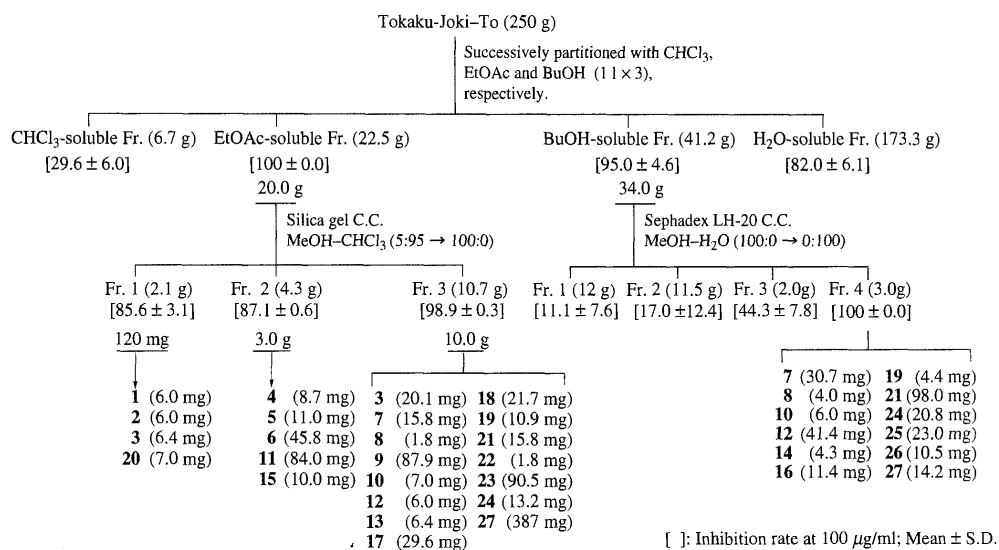 Tokaku-Joki–To (250 g)
Successively partitioned with CHCl3,
EtOAc and BuOH (1 l × 3),
respectively.
CHCl3-soluble Fr. (6.7 g) EtOAc-soluble Fr. (22.5 g) BuOH-soluble Fr. (41.2 g) H2O-soluble Fr. (173.3 g)
[29.6 ± 6.0] [100 ± 0.0] [95.0 ± 4.6] [82.0 ± 6.1]
20.0 g 34.0 g
Silica gel C.C. Sephadex LH-20 C.C.
MeOH–CHCl3 (5:95 → 100:0) MeOH–H2O (100:0 → 0:100)
Fr. 1 (2.1 g) Fr. 2 (4.3 g) Fr. 3 (10.7 g) Fr. 1 (12 g) Fr. 2 (11.5 g) Fr. 3 (2.0g) Fr. 4 (3.0g)
[85.6 ± 3.1] [87.1 ± 0.6] [98.9 ± 0.3] [11.1 ± 7.6] [17.0 ±12.4] [44.3 ± 7.8] [100 ± 0.0]
120 mg 3.0 g 10.0 g
1 (6.0 mg)
2 (6.0 mg)
3 (6.4 mg)
20 (7.0 mg)
4 (8.7 mg)
5 (11.0 mg)
6 (45.8 mg)
11 (84.0 mg)
15 (10.0 mg)
3 (20.1 mg) 18 (21.7 mg)
7 (15.8 mg) 19 (10.9 mg)
8 (1.8 mg) 21 (15.8 mg)
9 (87.9 mg) 22 (1.8 mg)
10 (7.0 mg) 23 (90.5 mg)
12 (6.0 mg) 24 (13.2 mg)
13 (6.4 mg) 27 (387 mg)
17 (29.6 mg)
7 (30.7 mg) 19 (4.4 mg)
8 (4.0 mg) 21 (98.0 mg)
10 (6.0 mg) 24 (20.8 mg)
12 (41.4 mg) 25 (23.0 mg)
14 (4.3 mg) 26 (10.5 mg)
16 (11.4 mg) 27 (14.2 mg)
[ ]: Inhibition rate at 100 μg/ml; Mean ± S.D.